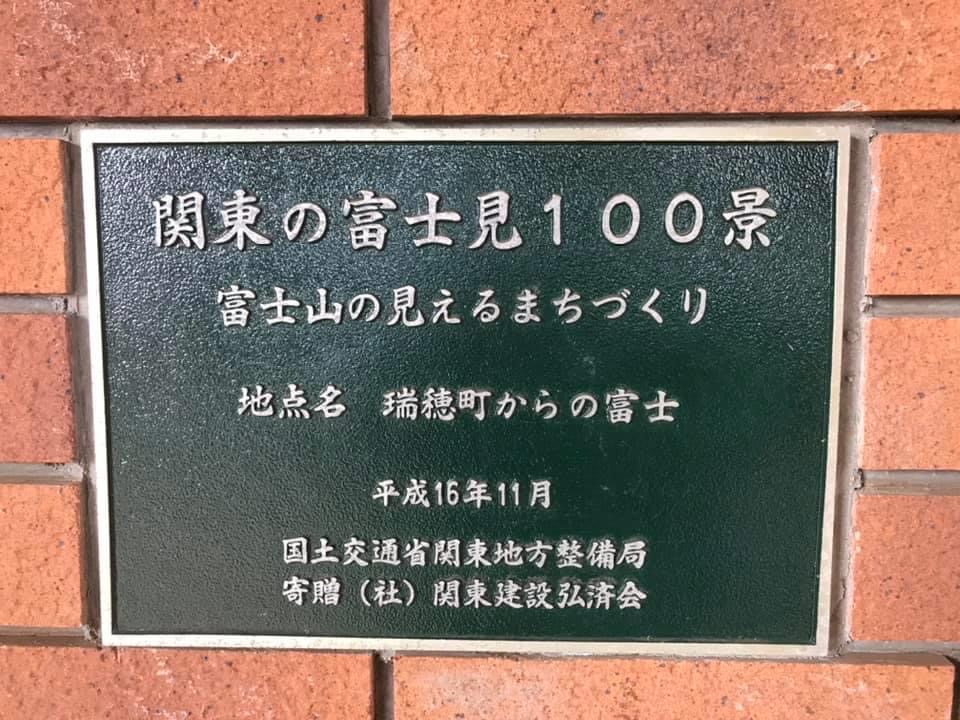 関東の富士見１００景
富士山の見えるまちづくり
地点名　瑞穂町からの富士
平成16年11月
国土交通省関東地方整備局
寄贈（社）関東建設弘済会